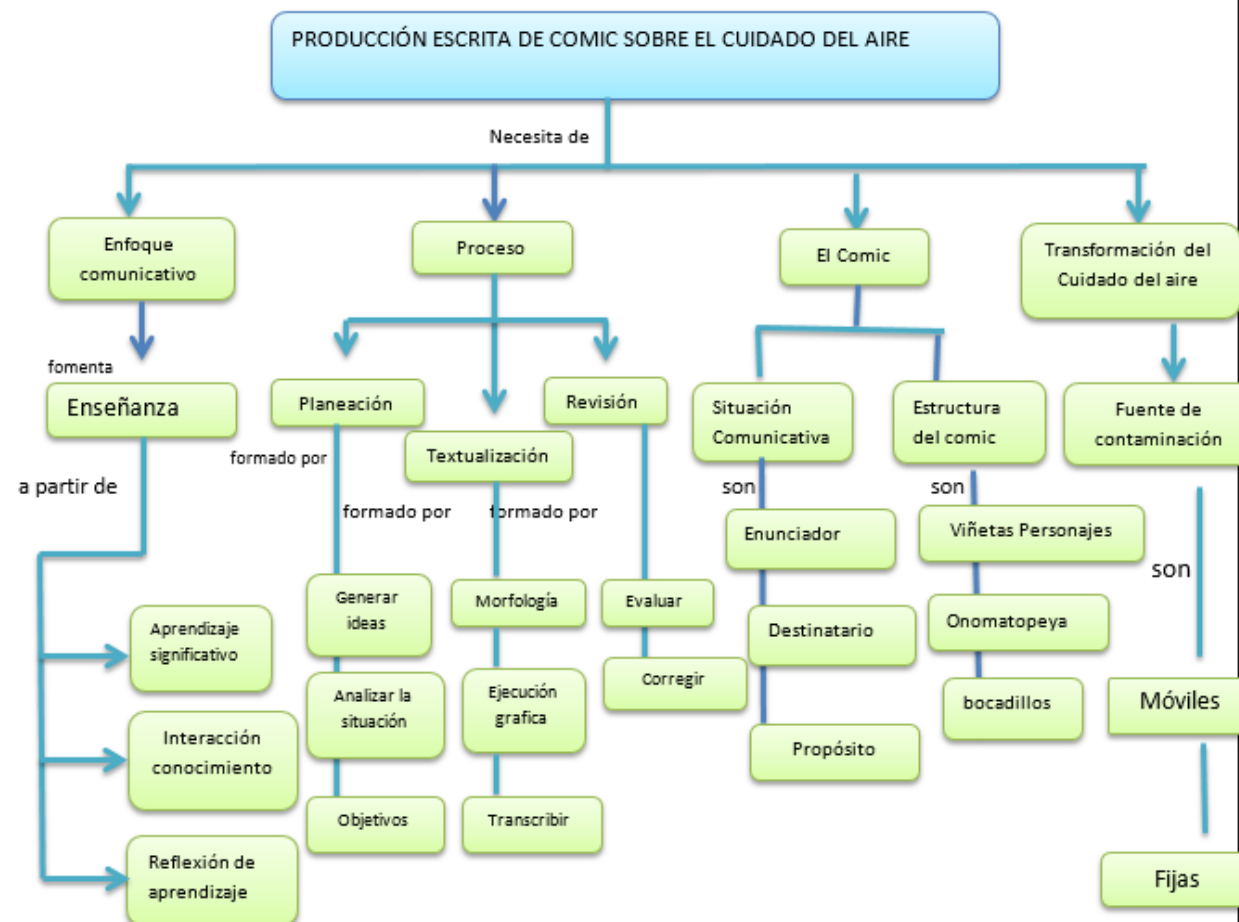 PRODUCCIÓN ESCRITA DE COMIC SOBRE EL CUIDADO DEL AIRE
Necesita de
Enfoque
comunicativo
Proceso
El Comic
Transformación del
Cuidado del aire
fomenta
Enseñanza
a partir de
Aprendizaje
significativo
Interacción
conocimiento
Reflexión de
aprendizaje
Planeación
formado por
Generar
ideas
Analizar la
situación
Objetivos
Textualización
formado por
Morfología
Ejecución
grafica
Transcribir
Revisión
formado por
Evaluar
Corregir
Situación
Comunicativa
son
Enunciador
Destinatario
Propósito
Estructura
del comic
son
Viñetas Personajes
Onomatopeya
bocadillos
Fuente de
contaminación
son
Móviles
Fijas